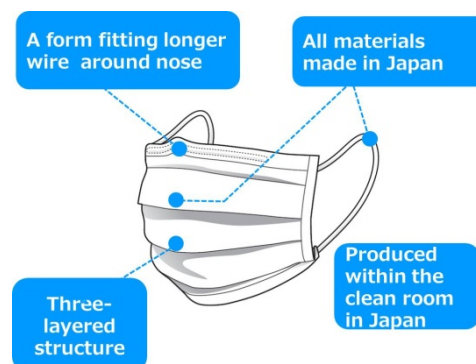 A form fitting longer
wire around nose
All materials
made in Japan
Three-
layered
structure
Produced
within the
clean room
in Japan